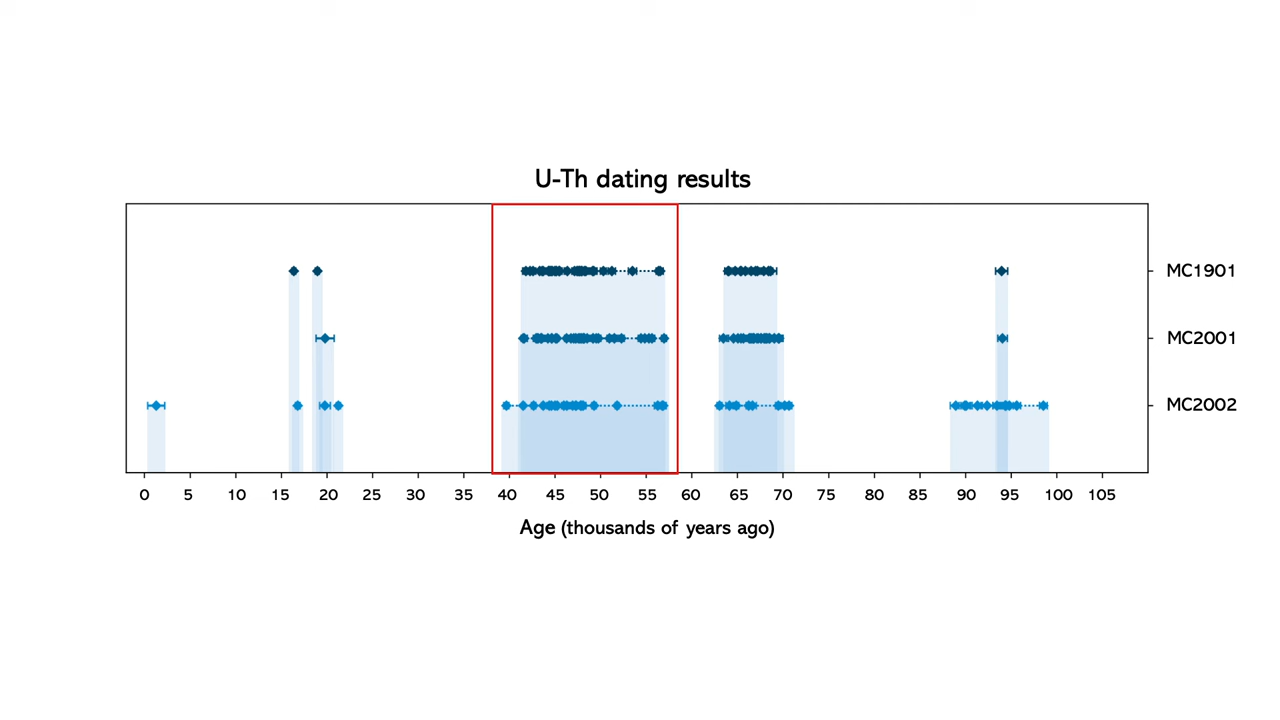 U-Th dating results
MC1901
MC2001
MC2002
0 5 10 15 20 25 30 35 40 45 50 55 60 65 70 75 80 85 90 95 100 105
Age (thousands of years ago)